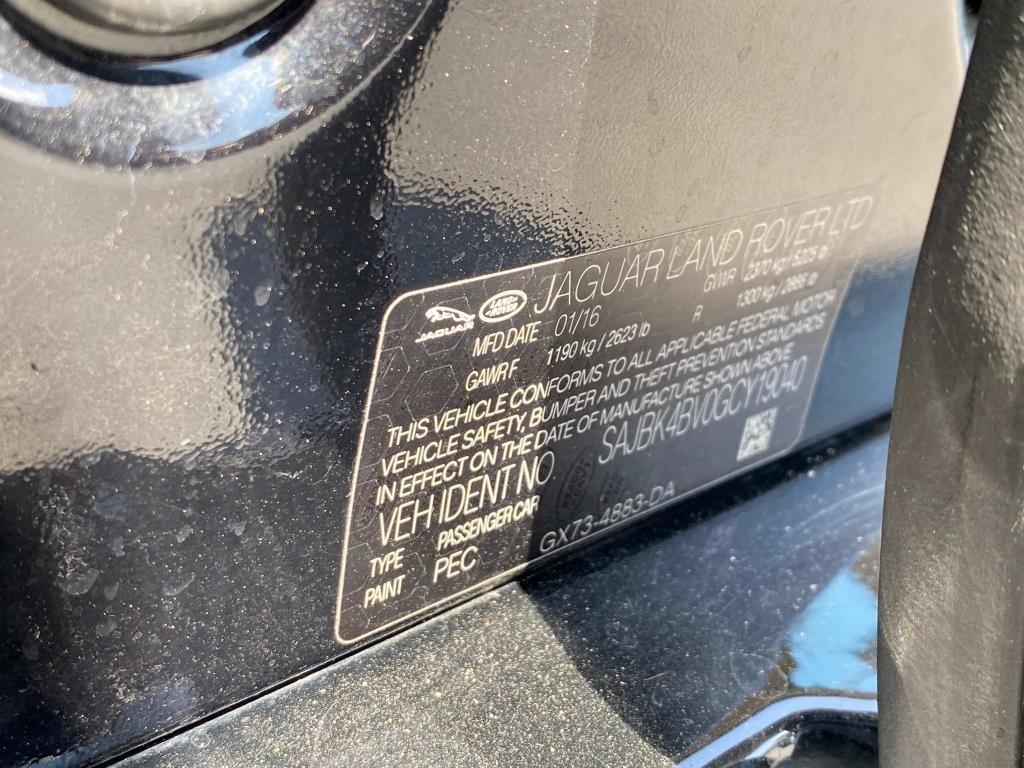 JAGUAR LAND ROVER JAGUAR LAND ROVER LTD
MFD DATE 01/16 GVWR 2370 kg / 5225 lb
GAWR F 1190 kg / 2623 lb R 1300 kg / 2866 lb
THIS VEHICLE CONFORMS TO ALL APPLICABLE FEDERAL MOTOR
VEHICLE SAFETY, BUMPER AND THEFT PREVENTION STANDARDS
IN EFFECT ON THE DATE OF MANUFACTURE SHOWN ABOVE
VEH IDENT NO SAJBK4BV0GCY19040
TYPE PASSENGER CAR
PAINT PEC GX73-4883-DA